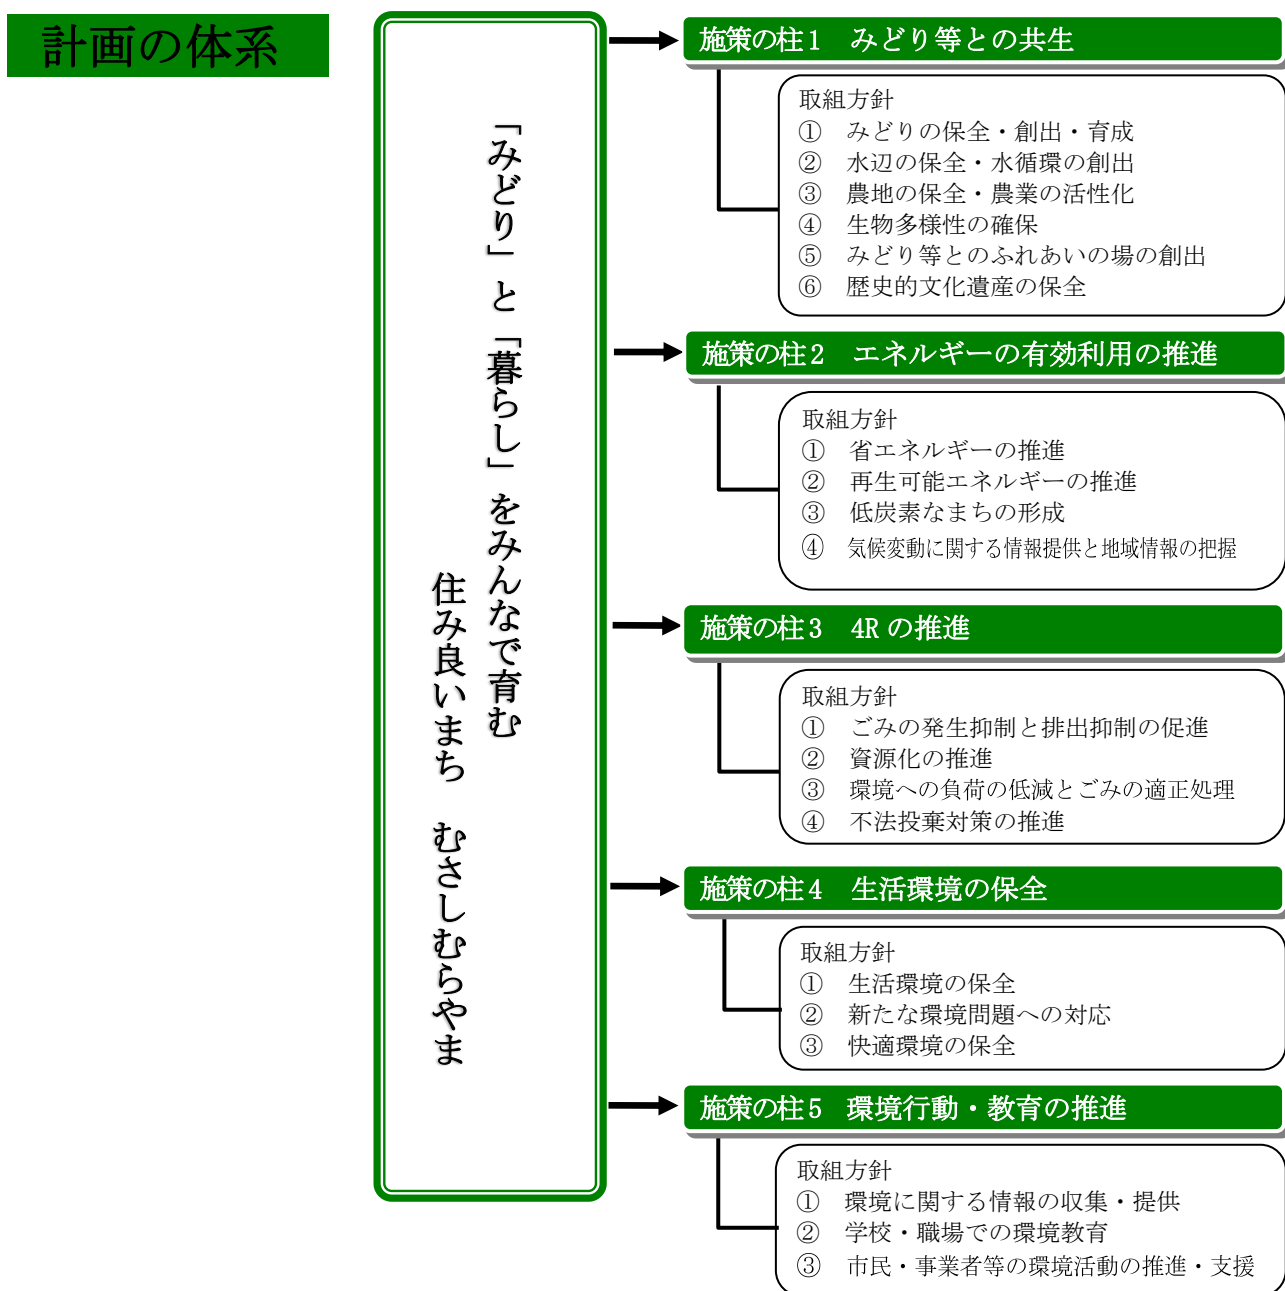 計画の体系
「みどり」と「暮らし」をみんなで育む
住み良いまち　むさしむらやま
施策の柱1　みどり等との共生
取組方針
①　みどりの保全・創出・育成
②　水辺の保全・水循環の創出
③　農地の保全・農業の活性化
④　生物多様性の確保
⑤　みどり等とのふれあいの場の創出
⑥　歴史的文化遺産の保全
施策の柱2　エネルギーの有効利用の推進
取組方針
①　省エネルギーの推進
②　再生可能エネルギーの推進
③　低炭素なまちの形成
④　気候変動に関する情報提供と地域情報の把握
施策の柱3　4R の推進
取組方針
①　ごみの発生抑制と排出抑制の促進
②　資源化の推進
③　環境への負荷の低減とごみの適正処理
④　不法投棄対策の推進
施策の柱4　生活環境の保全
取組方針
①　生活環境の保全
②　新たな環境問題への対応
③　快適環境の保全
施策の柱5　環境行動・教育の推進
取組方針
①　環境に関する情報の収集・提供
②　学校・職場での環境教育
③　市民・事業者等の環境活動の推進・支援